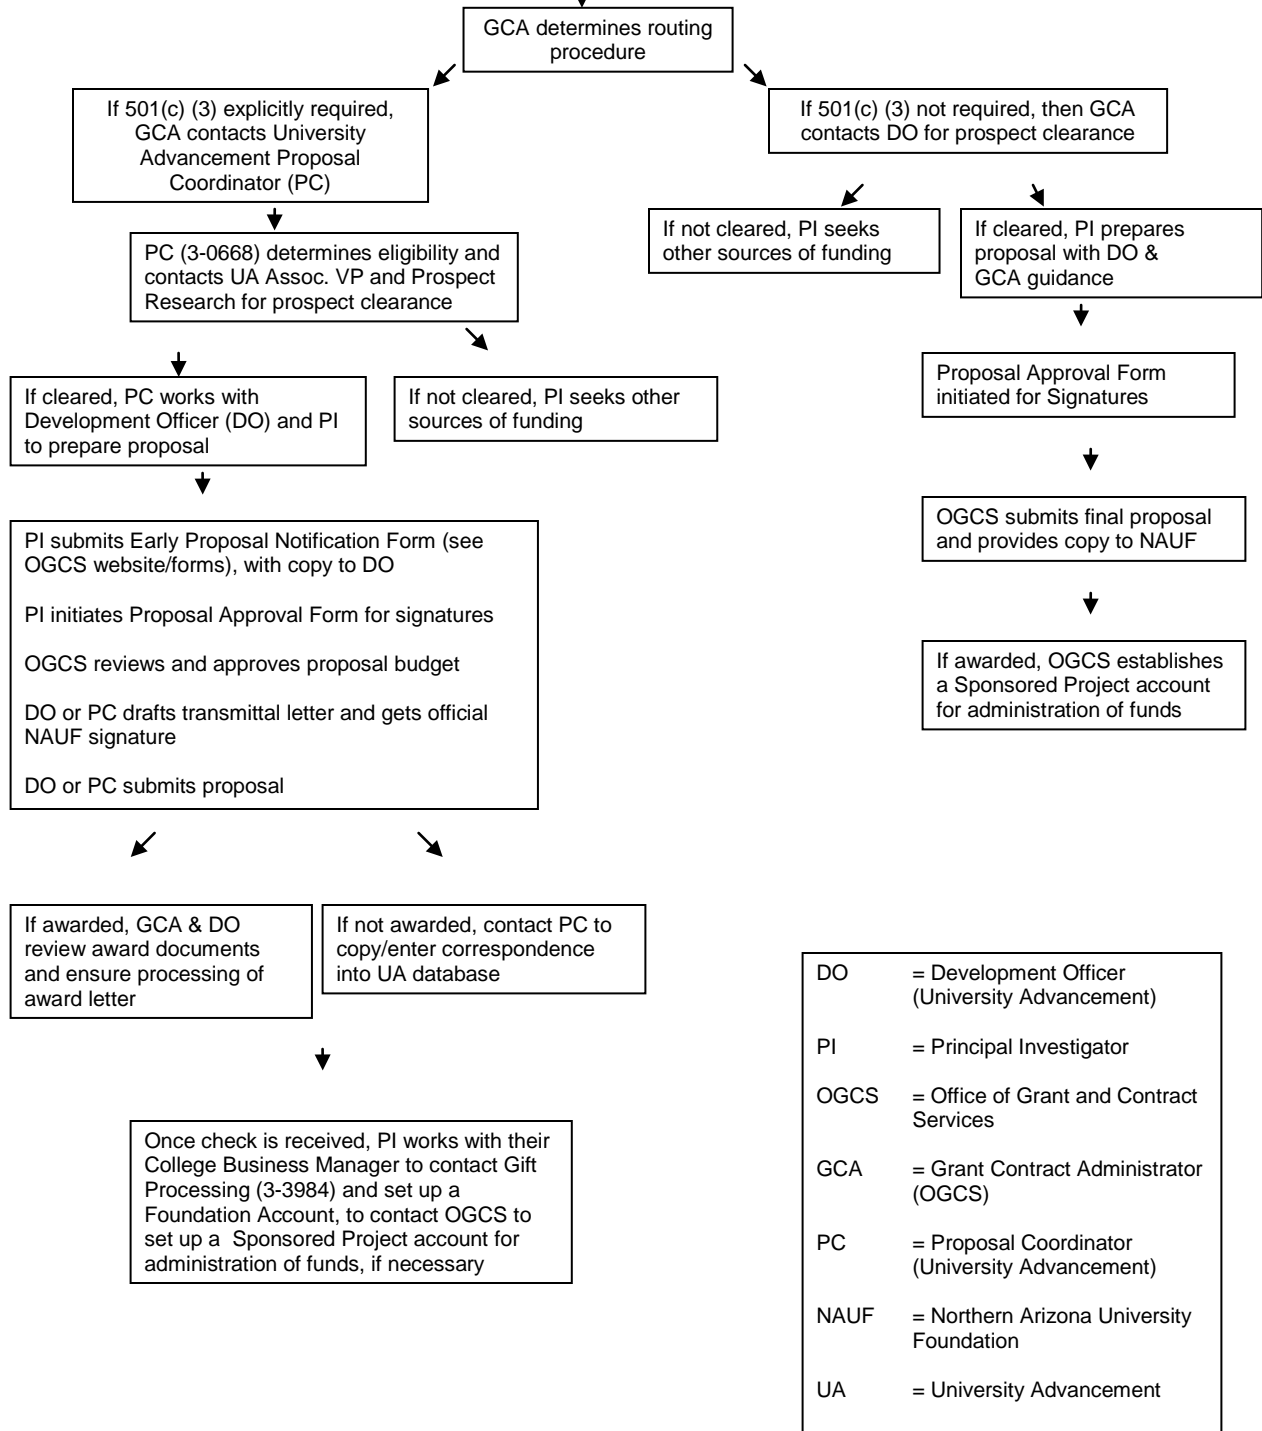 GCA determines routing
procedure
If 501(c) (3) explicitly required,
GCA contacts University
Advancement Proposal
Coordinator (PC)
If 501(c) (3) not required, then GCA
contacts DO for prospect clearance
PC (3-0668) determines eligibility and
contacts UA Assoc. VP and Prospect
Research for prospect clearance
If not cleared, PI seeks
other sources of funding
If cleared, PI prepares
proposal with DO &
GCA guidance
If cleared, PC works with
Development Officer (DO) and PI
to prepare proposal
If not cleared, PI seeks other
sources of funding
Proposal Approval Form
initiated for Signatures
PI submits Early Proposal Notification Form (see
OGCS website/forms), with copy to DO
PI initiates Proposal Approval Form for signatures
OGCS reviews and approves proposal budget
DO or PC drafts transmittal letter and gets official
NAUF signature
DO or PC submits proposal
OGCS submits final proposal
and provides copy to NAUF
If awarded, OGCS establishes
a Sponsored Project account
for administration of funds
If awarded, GCA & DO
review award documents
and ensure processing of
award letter
If not awarded, contact PC to
copy/enter correspondence
into UA database
Once check is received, PI works with their
College Business Manager to contact Gift
Processing (3-3984) and set up a
Foundation Account, to contact OGCS to
set up a  Sponsored Project account for
administration of funds, if necessary
DO = Development Officer
(University Advancement)
PI = Principal Investigator
OGCS = Office of Grant and Contract
Services
GCA = Grant Contract Administrator
(OGCS)
PC = Proposal Coordinator
(University Advancement)
NAUF = Northern Arizona University
Foundation
UA = University Advancement